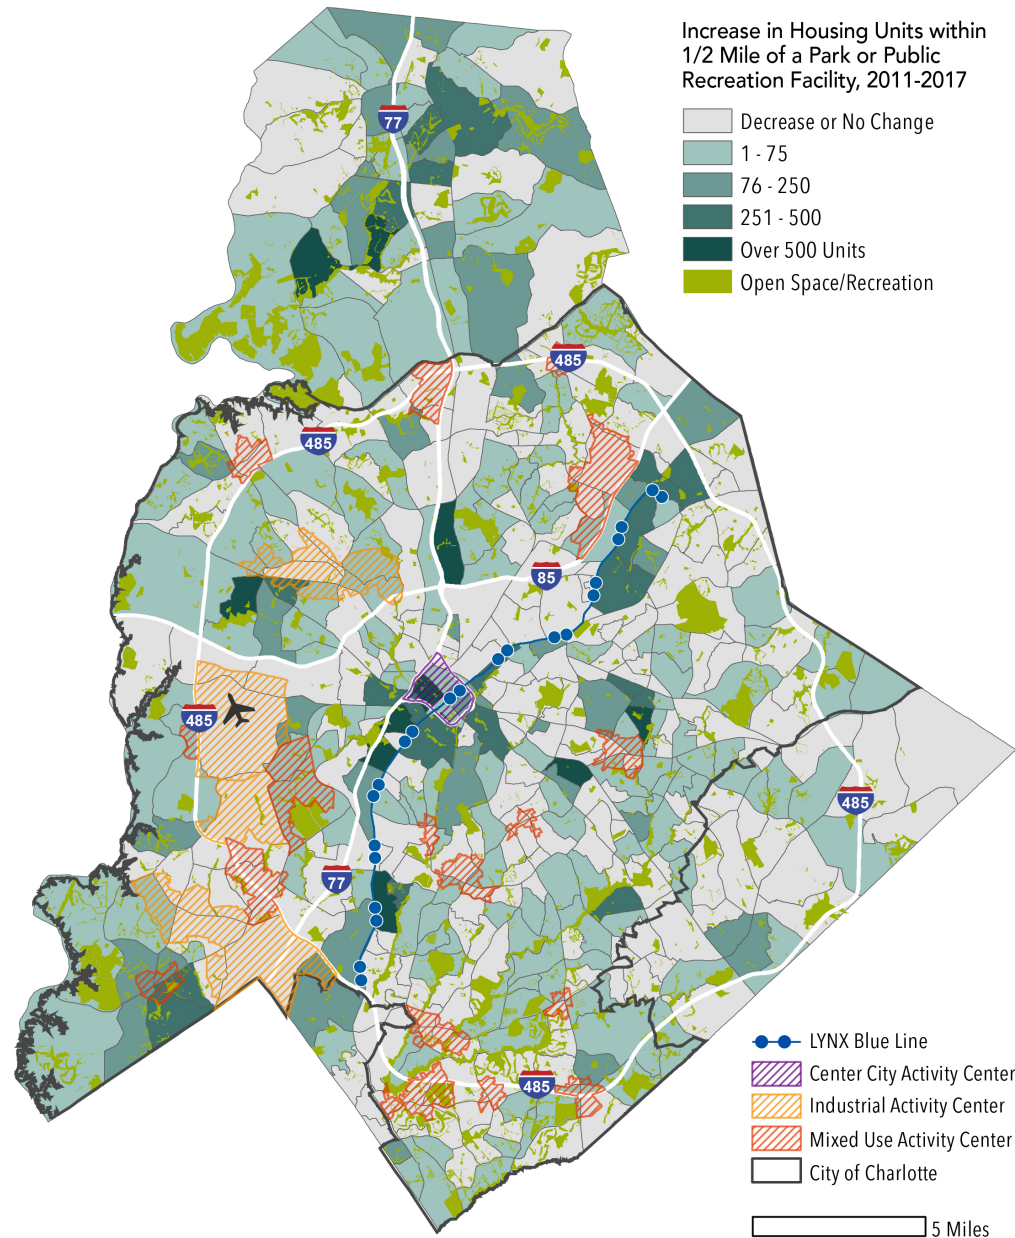 Increase in Housing Units within
1/2 Mile of a Park or Public
Recreation Facility, 2011-2017
Decrease or No Change
1 - 75
76 - 250
251 - 500
Over 500 Units
Open Space/Recreation
77
485
485
85
485
485
77
485
LYNX Blue Line
Center City Activity Center
Industrial Activity Center
Mixed Use Activity Center
City of Charlotte
5 Miles